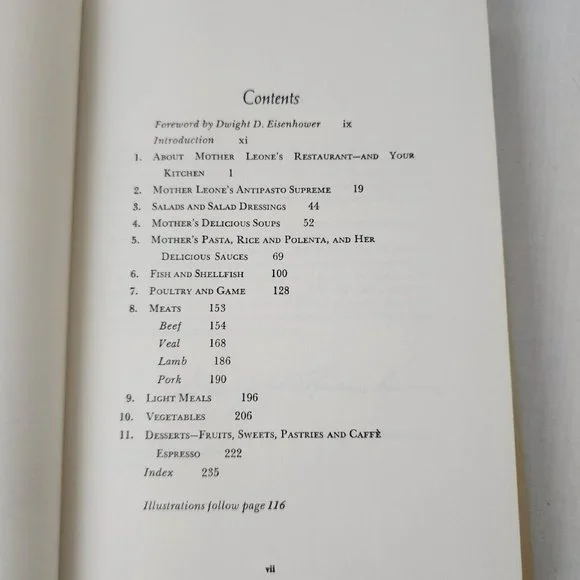 Contents
Foreword by Dwight D. Eisenhower ix
Introduction xi
1. About Mother Leone's Restaurant—and Your
Kitchen 1
2. Mother Leone's Antipasto Supreme 19
3. Salads and Salad Dressings 44
4. Mother's Delicious Soups 52
5. Mother's Pasta, Rice and Polenta, and Her
Delicious Sauces 69
6. Fish and Shellfish 100
7. Poultry and Game 128
8. Meats 153
Beef 154
Veal 168
Lamb 186
Pork 190
9. Light Meals 196
10. Vegetables 206
11. Desserts—Fruits, Sweets, Pastries and Caffè
Espresso 222
Index 235
Illustrations follow page 116
vii